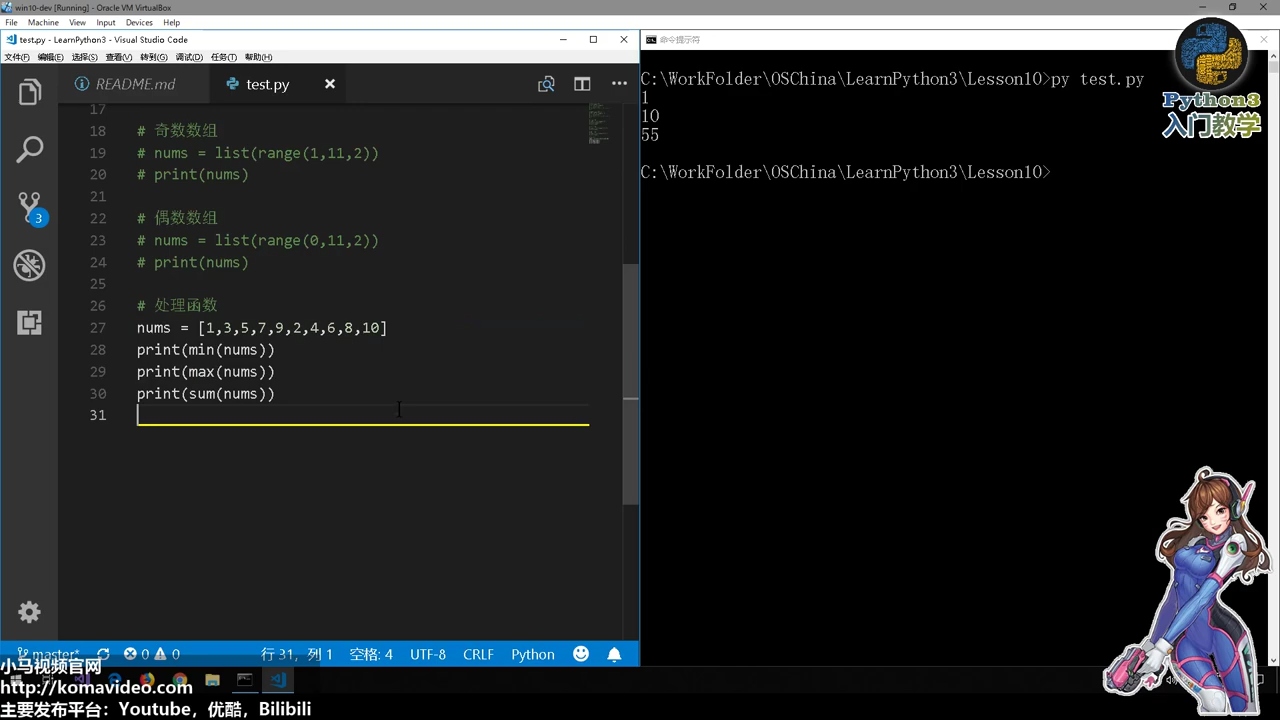 win10-dev [Running] - Oracle VM VirtualBox
File Machine View Input Devices Help
test.py - LearnPython3 - Visual Studio Code
文件(F) 编辑(E) 选择(S) 查看(V) 转到(G) 调试(D) 任务(T) 帮助(H)
README.md test.py
17
18 # 奇数数组
19 # nums = list(range(1,11,2))
20 # print(nums)
21
22 # 偶数数组
23 # nums = list(range(0,11,2))
24 # print(nums)
25
26 # 处理函数
27 nums = [1,3,5,7,9,2,4,6,8,10]
28 print(min(nums))
29 print(max(nums))
30 print(sum(nums))
31
3
master* 0 0 行 31, 列 1 空格: 4 UTF-8 CRLF Python
命令提示符
C:\WorkFolder\OSChina\LearnPython3\Lesson10>py test.py
1
10
55
C:\WorkFolder\OSChina\LearnPython3\Lesson10>
Python3
入门教学
小马视频官网
http://komavideo.com
主要发布平台：Youtube，优酷，Bilibili